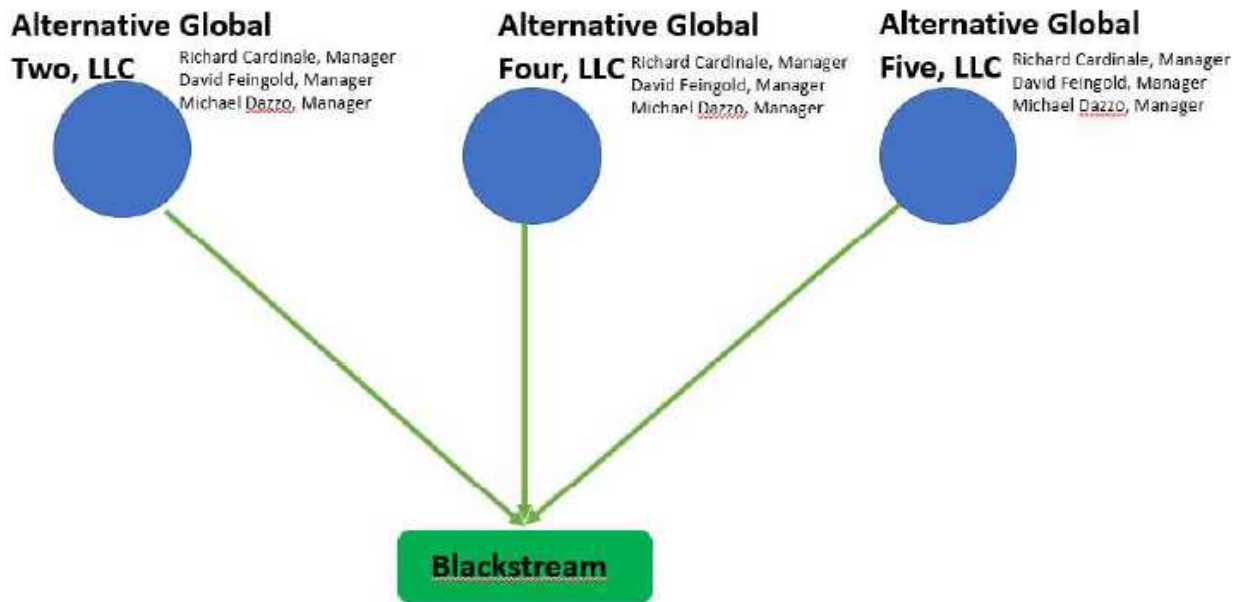 Alternative Global
Two, LLC
Richard Cardinale, Manager
David Feingold, Manager
Michael Dazzo, Manager
Alternative Global
Four, LLC
Richard Cardinale, Manager
David Feingold, Manager
Michael Dazzo, Manager
Alternative Global
Five, LLC
Richard Cardinale, Manager
David Feingold, Manager
Michael Dazzo, Manager
Blackstream